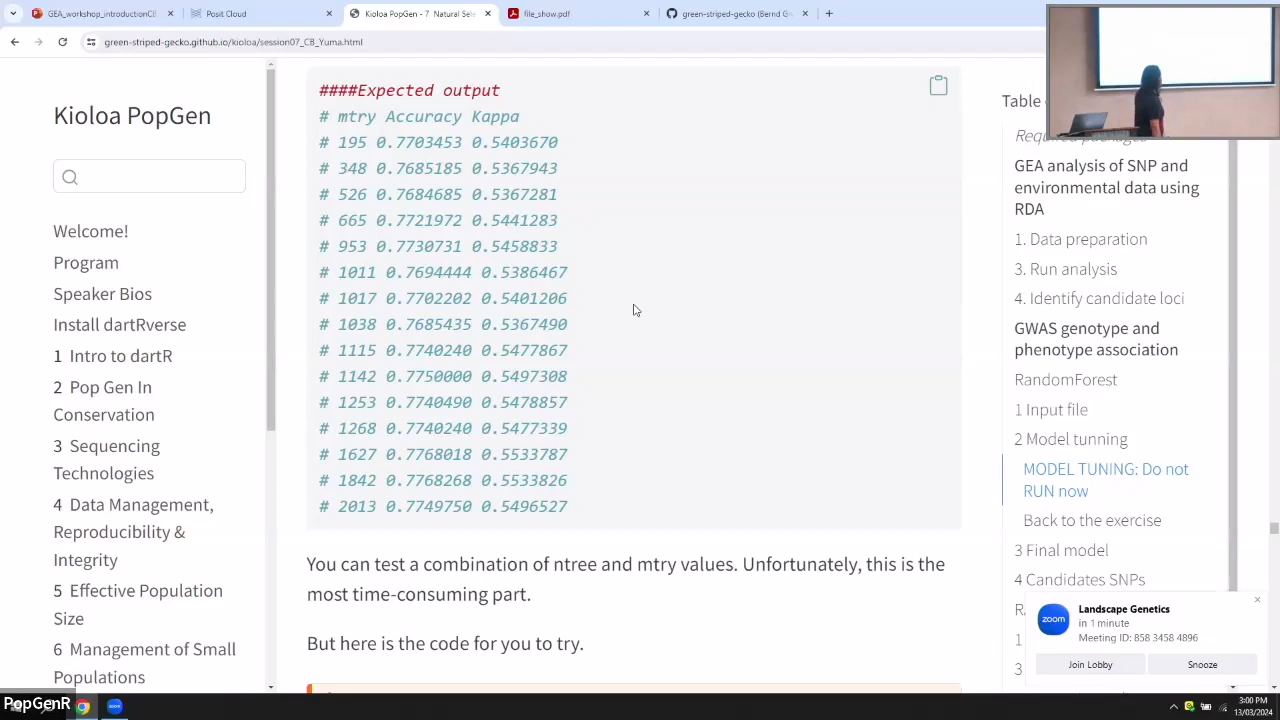 GEA_workshop_introductionCB
Posit Cloud
Kioloa PopGen - 7 Natural Sele
file_show.pdf
green-striped-gecko (Bernd G
green-striped-gecko.github.io/kioloa/session07_CB_Yuma.html
Kioloa PopGen
Welcome!
Program
Speaker Bios
Install dartRverse
1 Intro to dartR
2 Pop Gen In
Conservation
3 Sequencing
Technologies
4 Data Management,
Reproducibility &
Integrity
5 Effective Population
Size
6 Management of Small
Populations
####Expected output
# mtry Accuracy Kappa
# 195 0.7703453 0.5403670
# 348 0.7685185 0.5367943
# 526 0.7684685 0.5367281
# 665 0.7721972 0.5441283
# 953 0.7730731 0.5458833
# 1011 0.7694444 0.5386467
# 1017 0.7702202 0.5401206
# 1038 0.7685435 0.5367490
# 1115 0.7740240 0.5477867
# 1142 0.7750000 0.5497308
# 1253 0.7740490 0.5478857
# 1268 0.7740240 0.5477339
# 1627 0.7768018 0.5533787
# 1842 0.7768268 0.5533826
# 2013 0.7749750 0.5496527
You can test a combination of ntree and mtry values. Unfortunately, this is the
most time-consuming part.
But here is the code for you to try.
Table
Required packages
GEA analysis of SNP and
environmental data using
RDA
1. Data preparation
3. Run analysis
4. Identify candidate loci
GWAS genotype and
phenotype association
RandomForest
1 Input file
2 Model tunning
MODEL TUNING: Do not
RUN now
Back to the exercise
3 Final model
4 Candidates SNPs
R
1
3
zoom
Landscape Genetics
in 1 minute
Meeting ID: 858 3458 4896
Join Lobby
Snooze
PopGenR
zoom
3:00 PM
13/03/2024